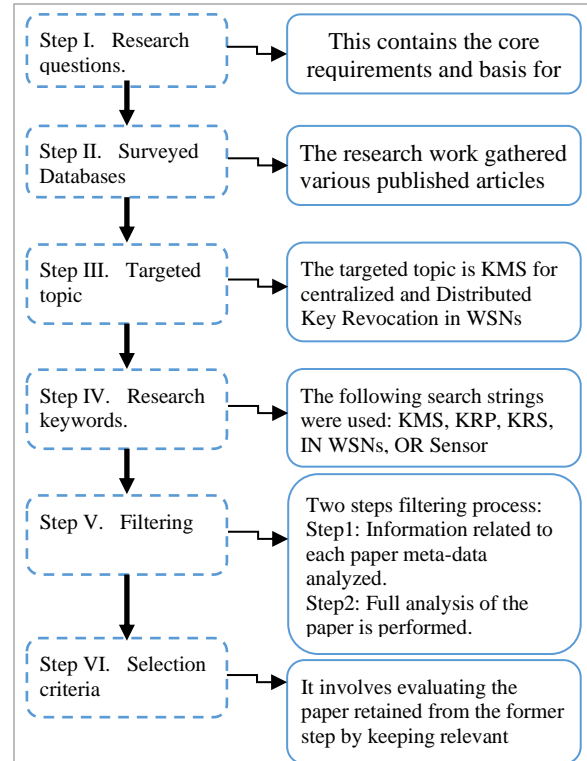 Step I. Research
questions.
This contains the core
requirements and basis for
Step II. Surveyed
Databases
The research work gathered
various published articles
Step III. Targeted
topic
The targeted topic is KMS for
centralized and Distributed
Key Revocation in WSNs
Step IV. Research
keywords.
The following search strings
were used: KMS, KRP, KRS,
IN WSNs, OR Sensor
Step V. Filtering
Two steps filtering process:
Step1: Information related to
each paper meta-data
analyzed.
Step2: Full analysis of the
paper is performed.
Step VI. Selection
criteria
It involves evaluating the
paper retained from the former
step by keeping relevant